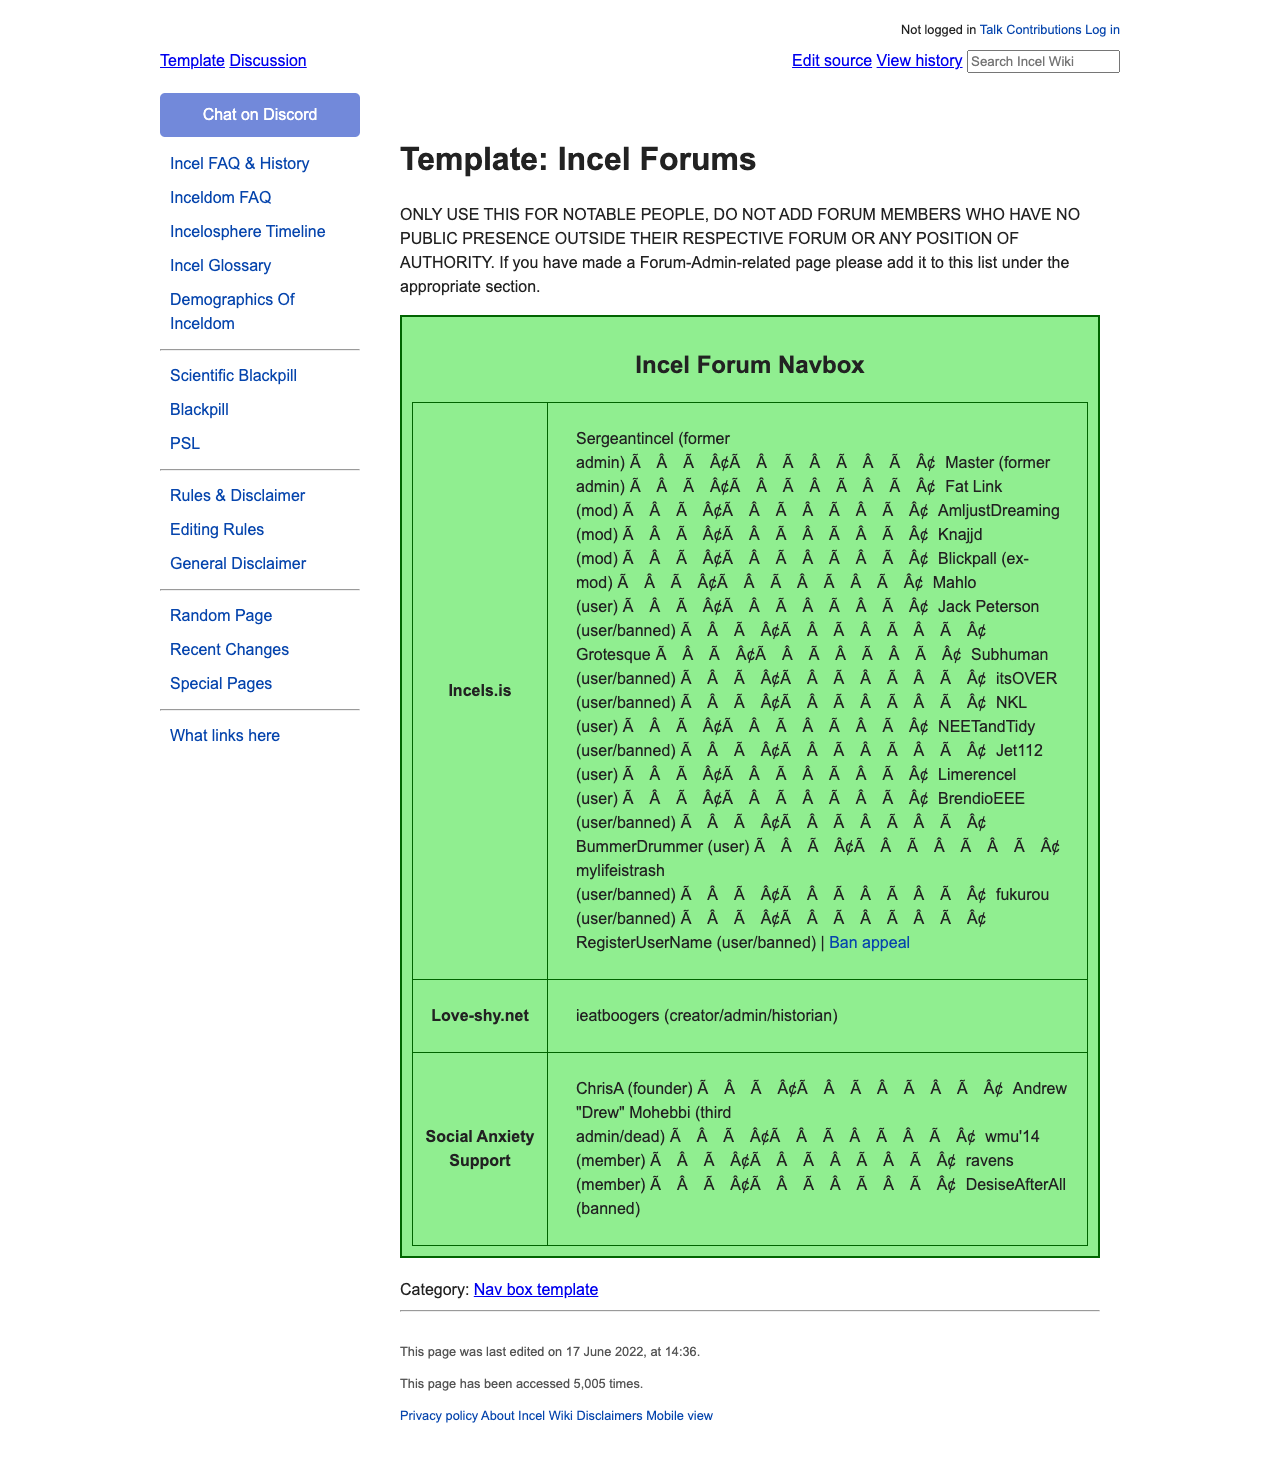 Not logged in Talk Contributions Log in
Template Discussion
Edit source View history Search Incel Wiki
Chat on Discord
Incel FAQ & History
Inceldom FAQ
Incelosphere Timeline
Incel Glossary
Demographics Of
Inceldom
Scientific Blackpill
Blackpill
PSL
Rules & Disclaimer
Editing Rules
General Disclaimer
Random Page
Recent Changes
Special Pages
What links here
Template: Incel Forums
ONLY USE THIS FOR NOTABLE PEOPLE, DO NOT ADD FORUM MEMBERS WHO HAVE NO
PUBLIC PRESENCE OUTSIDE THEIR RESPECTIVE FORUM OR ANY POSITION OF
AUTHORITY. If you have made a Forum-Admin-related page please add it to this list under the
appropriate section.
Incel Forum Navbox
Incels.is
Sergeantincel (former
admin) Ã Â Ã Â¢Ã Â Ã Â Ã Â Ã Â¢ Master (former
admin) Ã Â Ã Â¢Ã Â Ã Â Ã Â Ã Â¢ Fat Link
(mod) Ã Â Ã Â¢Ã Â Ã Â Ã Â Ã Â¢ AmljustDreaming
(mod) Ã Â Ã Â¢Ã Â Ã Â Ã Â Ã Â¢ Knajjd
(mod) Ã Â Ã Â¢Ã Â Ã Â Ã Â Ã Â¢ Blickpall (ex-
mod) Ã Â Ã Â¢Ã Â Ã Â Ã Â Ã Â¢ Mahlo
(user) Ã Â Ã Â¢Ã Â Ã Â Ã Â Ã Â¢ Jack Peterson
(user/banned) Ã Â Ã Â¢Ã Â Ã Â Ã Â Ã Â¢
Grotesque Ã Â Ã Â¢Ã Â Ã Â Ã Â Ã Â¢ Subhuman
(user/banned) Ã Â Ã Â¢Ã Â Ã Â Ã Â Ã Â¢ itsOVER
(user/banned) Ã Â Ã Â¢Ã Â Ã Â Ã Â Ã Â¢ NKL
(user) Ã Â Ã Â¢Ã Â Ã Â Ã Â Ã Â¢ NEETandTidy
(user/banned) Ã Â Ã Â¢Ã Â Ã Â Ã Â Ã Â¢ Jet112
(user) Ã Â Ã Â¢Ã Â Ã Â Ã Â Ã Â¢ Limerencel
(user) Ã Â Ã Â¢Ã Â Ã Â Ã Â Ã Â¢ BrendioEEE
(user/banned) Ã Â Ã Â¢Ã Â Ã Â Ã Â Ã Â¢
BummerDrummer (user) Ã Â Ã Â¢Ã Â Ã Â Ã Â Ã Â¢
mylifeistrash
(user/banned) Ã Â Ã Â¢Ã Â Ã Â Ã Â Ã Â¢ fukurou
(user/banned) Ã Â Ã Â¢Ã Â Ã Â Ã Â Ã Â¢
RegisterUserName (user/banned) | Ban appeal
Love-shy.net
ieatboogers (creator/admin/historian)
Social Anxiety
Support
ChrisA (founder) Ã Â Ã Â¢Ã Â Ã Â Ã Â Ã Â¢ Andrew
"Drew" Mohebbi (third
admin/dead) Ã Â Ã Â¢Ã Â Ã Â Ã Â Ã Â¢ wmu'14
(member) Ã Â Ã Â¢Ã Â Ã Â Ã Â Ã Â¢ ravens
(member) Ã Â Ã Â¢Ã Â Ã Â Ã Â Ã Â¢ DesiseAfterAll
(banned)
Category: Nav box template
This page was last edited on 17 June 2022, at 14:36.
This page has been accessed 5,005 times.
Privacy policy About Incel Wiki Disclaimers Mobile view